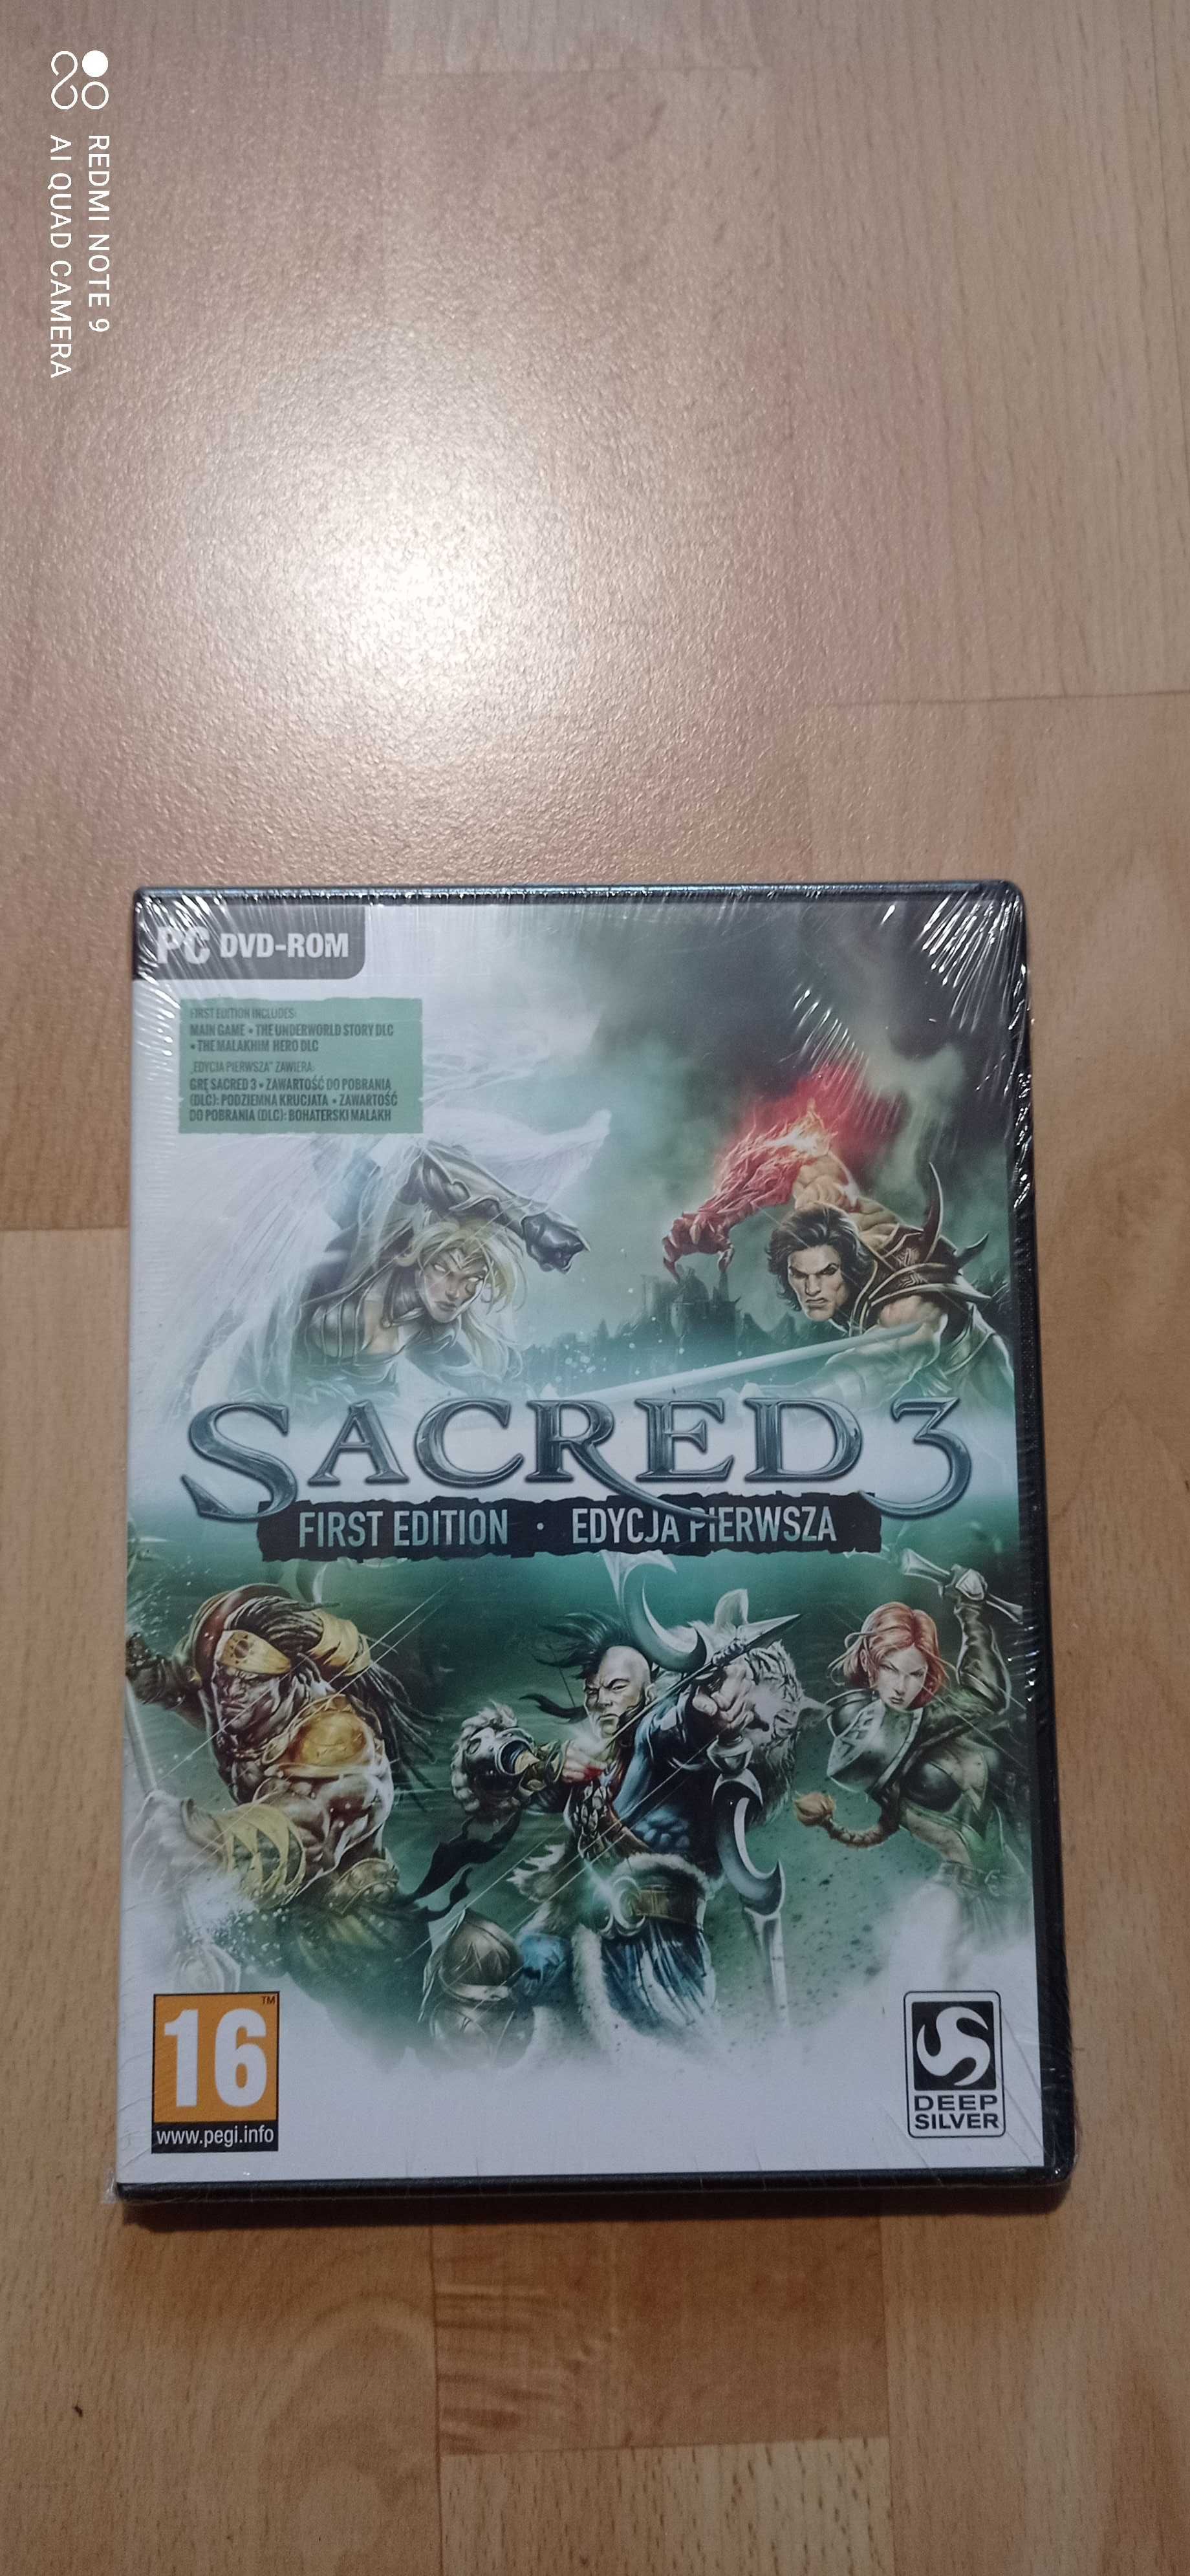 REDMI NOTE 9
AI QUAD CAMERA
PC DVD-ROM
FIRST EDITION INCLUDES:
MAIN GAME • THE UNDERWORLD STORY DLC
• THE MALAKHIM HERO DLC
„EDYCJA PIERWSZA" ZAWIERA:
GRĘ SACRED 3 • ZAWARTOŚĆ DO POBRANIA
(DLC): PODZIEMNA KRUCJATA • ZAWARTOŚĆ
DO POBRANIA (DLC): BOHATERSKI MALAKH
SACRED 3
FIRST EDITION • EDYCJA PIERWSZA
16 ™
www.pegi.info
DEEP
SILVER